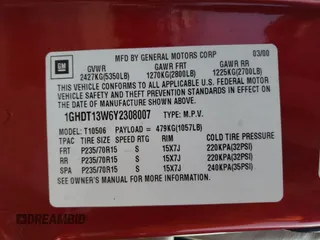 GM
MFD BY GENERAL MOTORS CORP 03/00
GVWR GAWR FRT GAWR RR
2427KG(5350LB) 1270KG(2800LB) 1225KG(2700LB)
THIS VEHICLE CONFORMS TO ALL APPLICABLE U.S. FEDERAL
MOTOR VEHICLE SAFETY STANDARDS IN EFFECT ON THE
DATE OF MANUFACTURE SHOWN ABOVE.
1GHDT13W6Y2308007 TYPE: M.P.V.
MODEL: T10506 PAYLOAD = 479KG(1057LB)
TPAC TIRE SIZE SPEED RTG RIM COLD TIRE PRESSURE
FRT P235/70R15 S 15X7J 220KPA(32PSI)
RR P235/70R15 S 15X7J 220KPA(32PSI)
SPA P235/70R15 S 15X7J 240KPA(35PSI)
SEE OWNER'S MANUAL FOR MORE INFORMATION.
DREAMBID